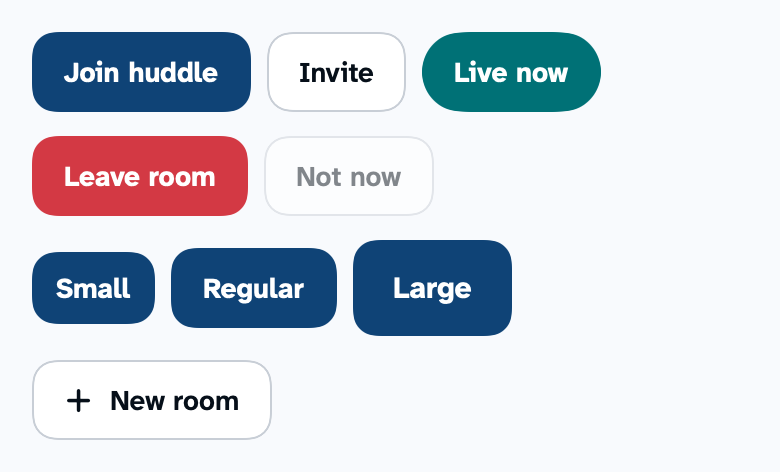 Join huddle Invite Live now
Leave room Not now
Small Regular Large
New room